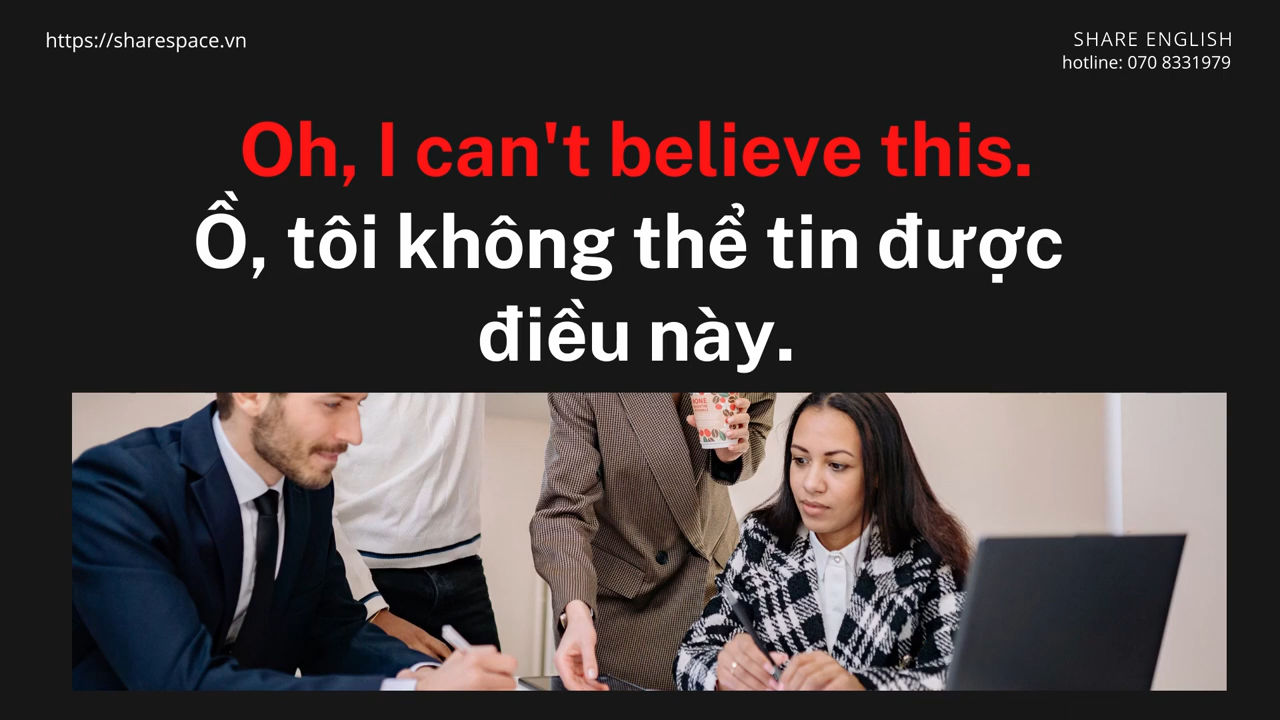 https://sharespace.vn
SHARE ENGLISH
hotline: 070 8331979
Oh, I can't believe this.
Ồ, tôi không thể tin được
điều này.